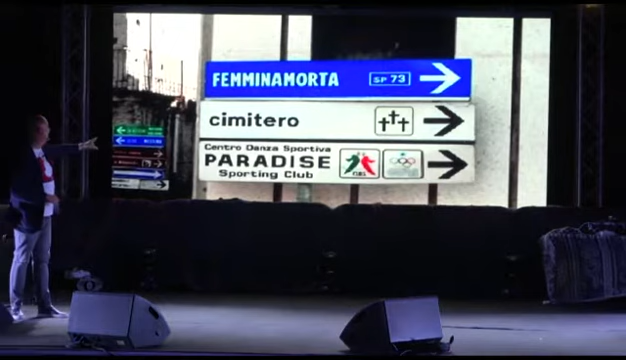 FEMMINAMORTA SP 73
cimitero
Centro Danza Sportiva
PARADISE
Sporting Club